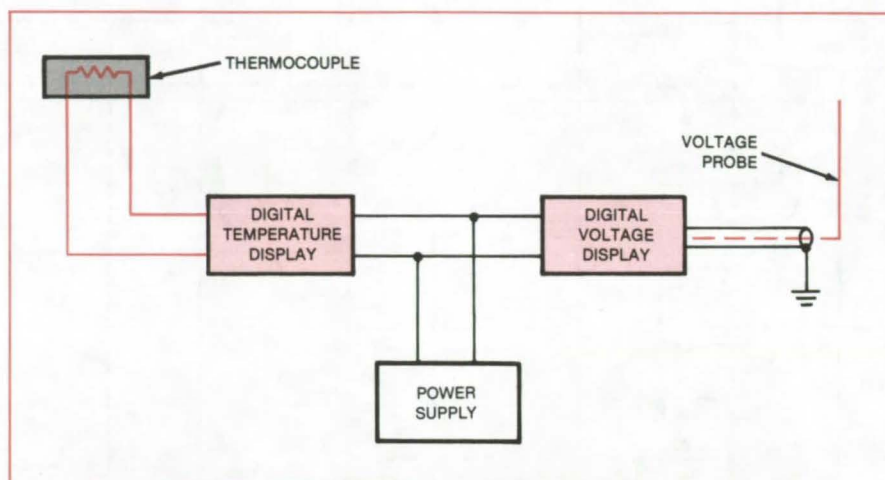 THERMOCOUPLE
VOLTAGE
PROBE
DIGITAL
TEMPERATURE
DISPLAY
DIGITAL
VOLTAGE
DISPLAY
POWER
SUPPLY